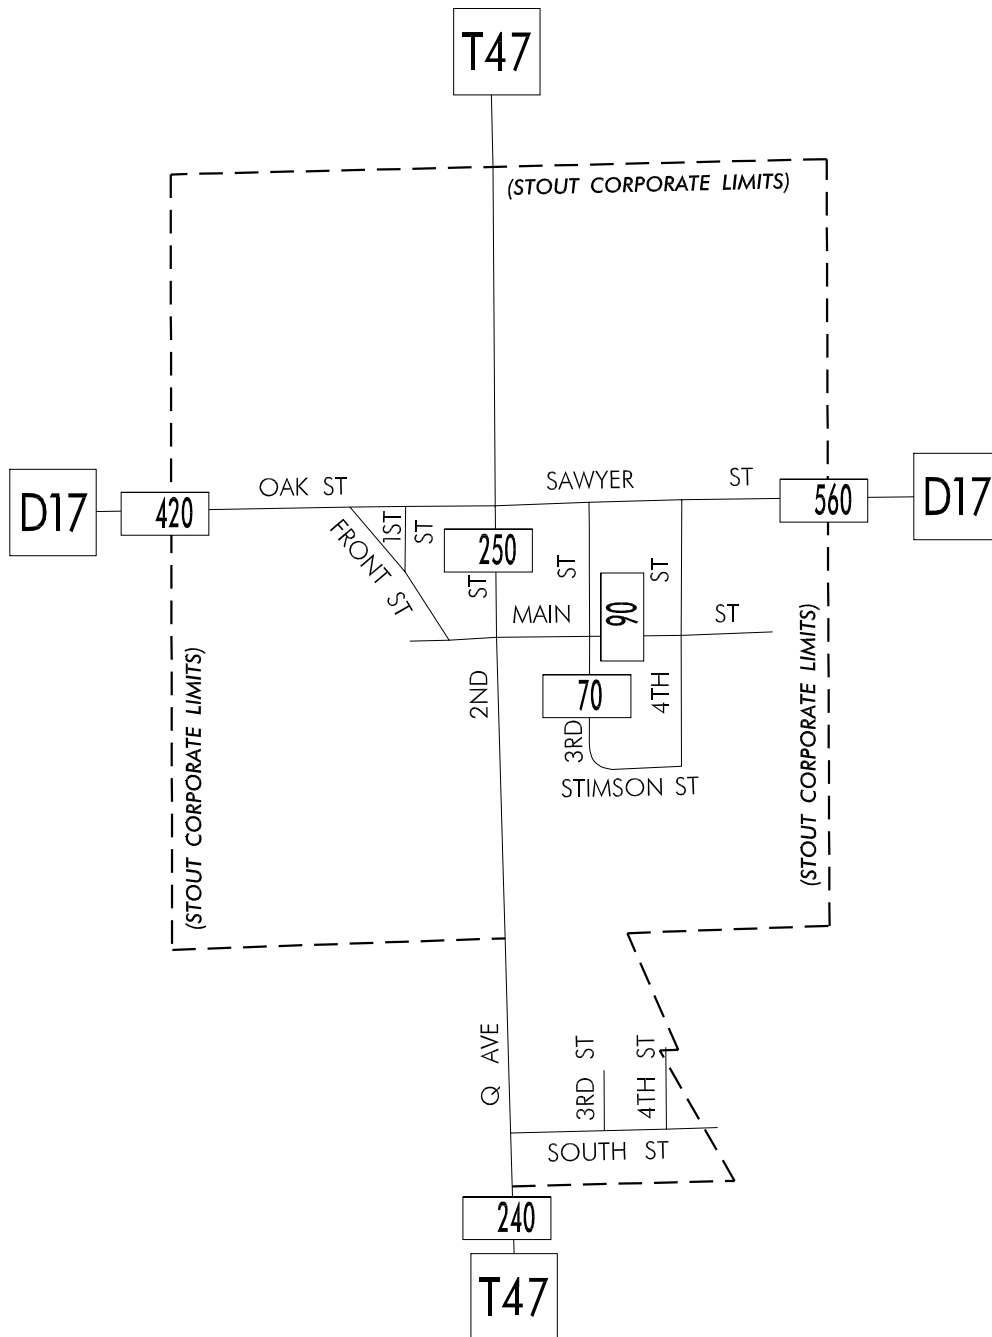 T47
(STOUT CORPORATE LIMITS)
D17
420
OAK ST
SAWYER ST
560
D17
FRONT ST
1ST ST
250
2ND ST
MAIN ST
3RD ST
90
4TH ST
70
STIMSON ST
(STOUT CORPORATE LIMITS)
(STOUT CORPORATE LIMITS)
Q AVE
3RD ST
4TH ST
SOUTH ST
240
T47